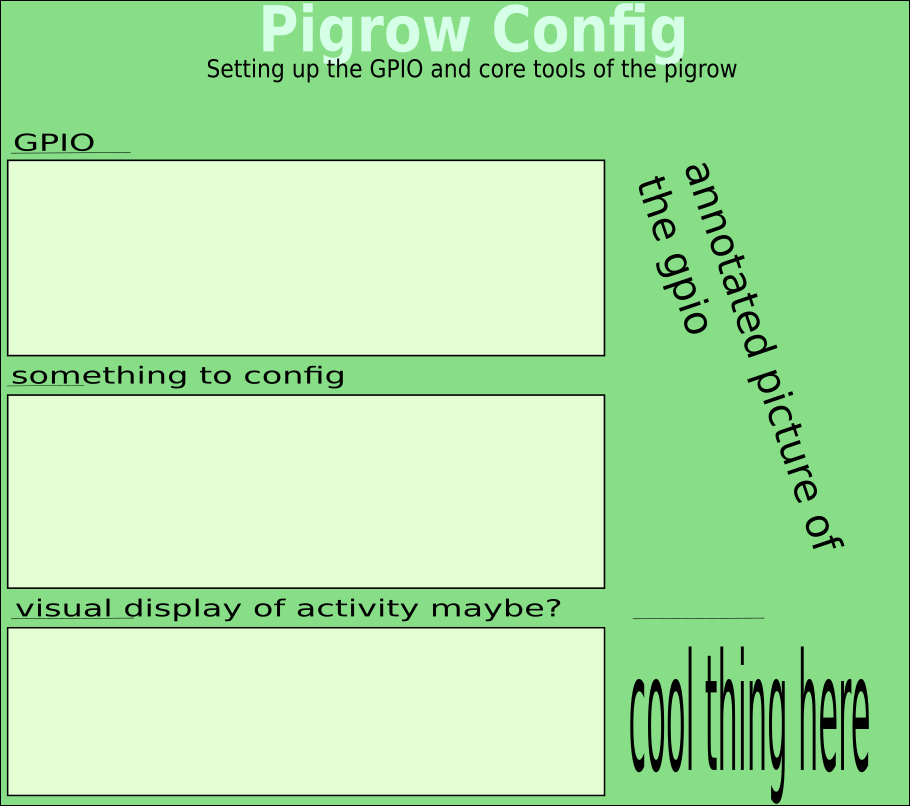 Pigrow Config
Setting up the GPIO and core tools of the pigrow
GPIO
annotated picture of
the gpio
something to config
visual display of activity maybe?
cool thing here